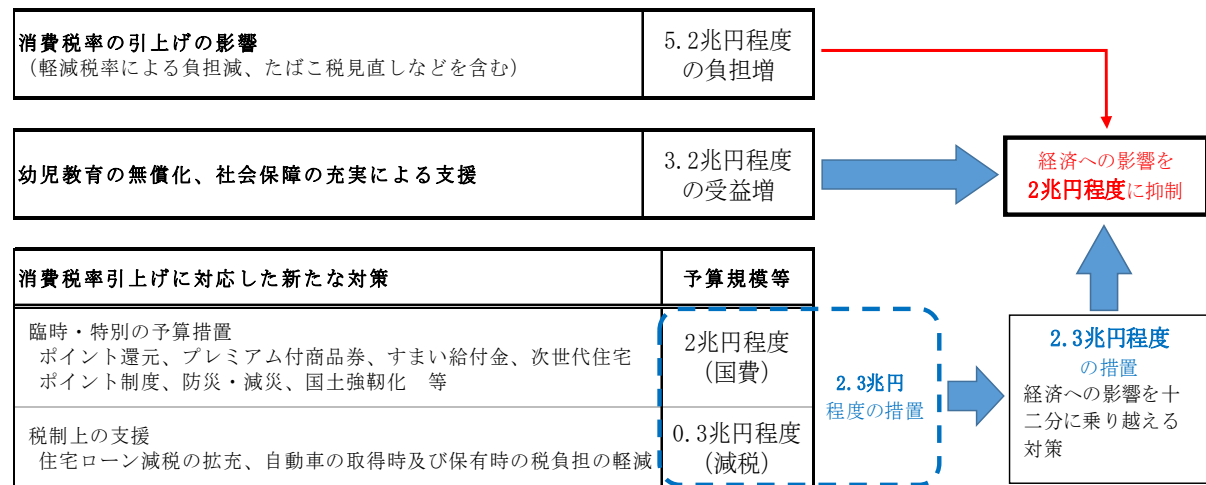 消費税率の引上げの影響
（軽減税率による負担減、たばこ税見直しなどを含む）
5.2兆円程度
の負担増
幼児教育の無償化、社会保障の充実による支援
3.2兆円程度
の受益増
経済への影響を
2兆円程度に抑制
消費税率引上げに対応した新たな対策
予算規模等
臨時・特別の予算措置
ポイント還元、プレミアム付商品券、すまい給付金、次世代住宅
ポイント制度、防災・減災、国土強靭化　等
2兆円程度
(国費)
税制上の支援
住宅ローン減税の拡充、自動車の取得時及び保有時の税負担の軽減
0.3兆円程度
(減税)
2.3兆円
程度の措置
2.3兆円程度
の措置
経済への影響を十
二分に乗り越える
対策